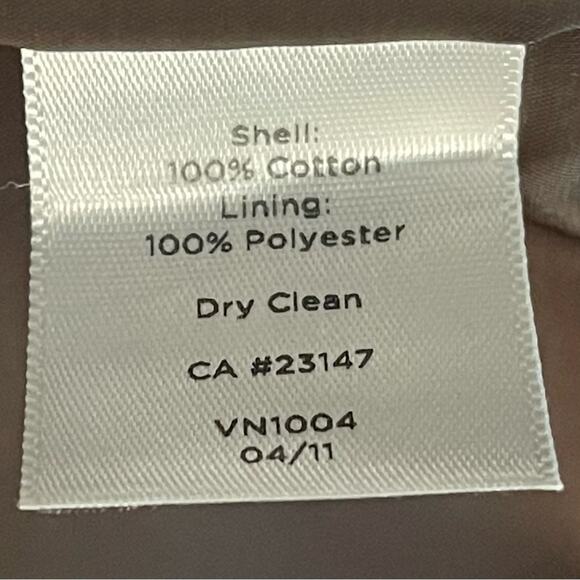 Shell:
100% Cotton
Lining:
100% Polyester
Dry Clean
CA #23147
VN1004
04/11